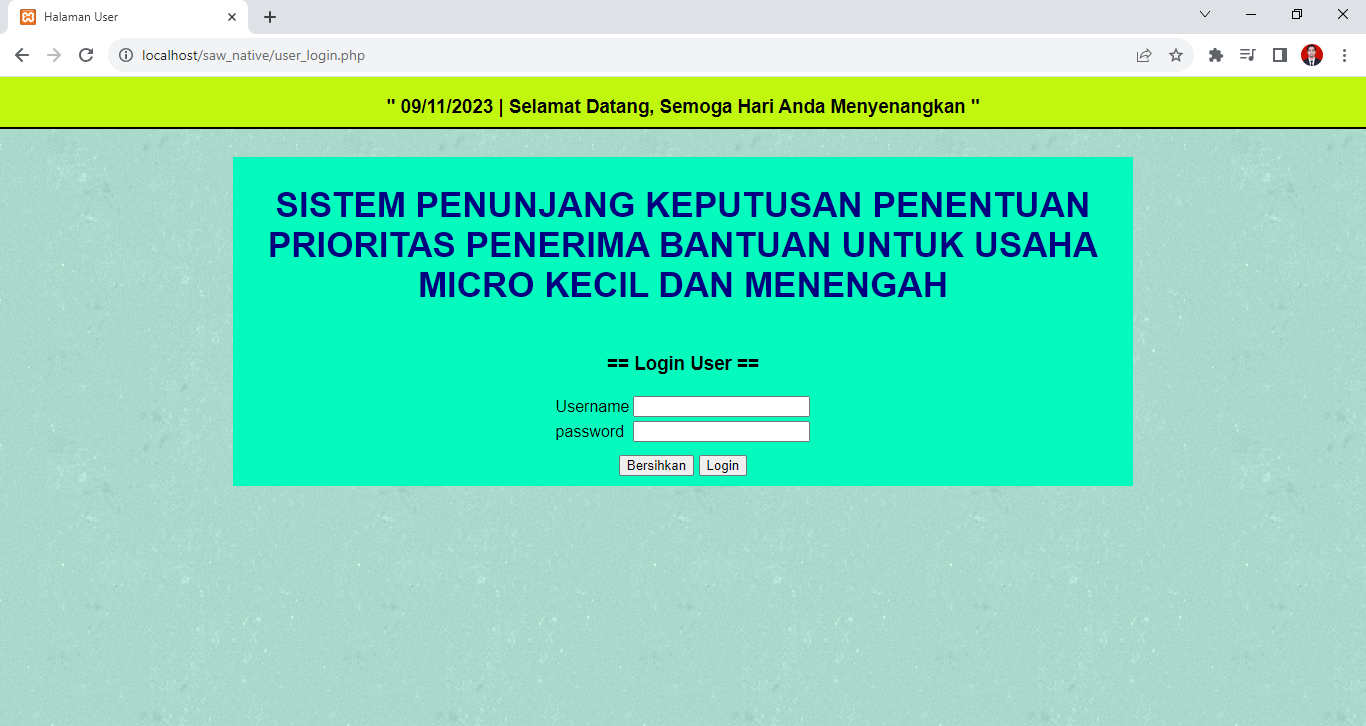 Halaman User
localhost/saw_native/user_login.php
" 09/11/2023 | Selamat Datang, Semoga Hari Anda Menyenangkan "
SISTEM PENUNJANG KEPUTUSAN PENENTUAN
PRIORITAS PENERIMA BANTUAN UNTUK USAHA
MICRO KECIL DAN MENENGAH
== Login User ==
Username
password
Bersihkan Login